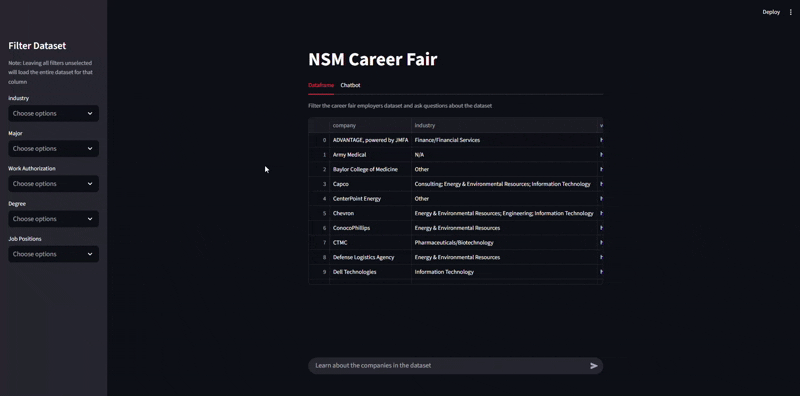 Deploy
Filter Dataset
Note: Leaving all filters unselected
will load the entire dataset for that
column
Industry
Choose options
Major
Choose options
Work Authorization
Choose options
Degree
Choose options
Job Positions
Choose options
NSM Career Fair
Dataframe Chatbot
Filter the career fair employers dataset and ask questions about the dataset
company industry
0 ADVANTAGE, powered by JMFA Finance/Financial Services
1 Army Medical N/A
2 Baylor College of Medicine Other
3 Capco Consulting; Energy & Environmental Resources; Information Technology
4 CenterPoint Energy Other
5 Chevron Energy & Environmental Resources; Engineering; Information Technology
6 ConocoPhillips Energy & Environmental Resources
7 CTMC Pharmaceuticals/Biotechnology
8 Defense Logistics Agency Energy & Environmental Resources
9 Dell Technologies Information Technology
Learn about the companies in the dataset